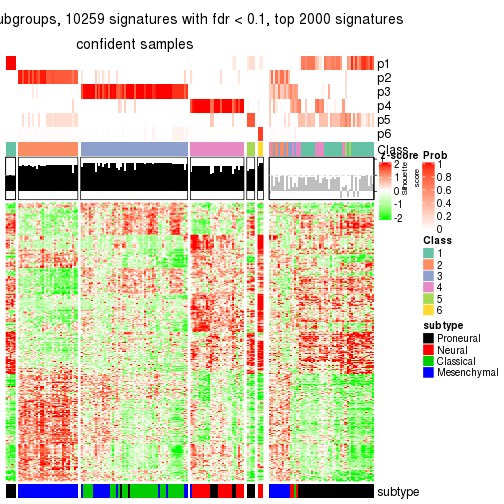 ubgroups, 10259 signatures with fdr < 0.1, top 2000 signatures
confident samples
p1
p2
p3
p4
p5
p6
Class
z-score
2
1
0
-1
-2
Silhouette
score
Prob
1
0.8
0.6
0.4
0.2
0
Class
1
2
3
4
5
6
subtype
Proneural
Neural
Classical
Mesenchymal
subtype